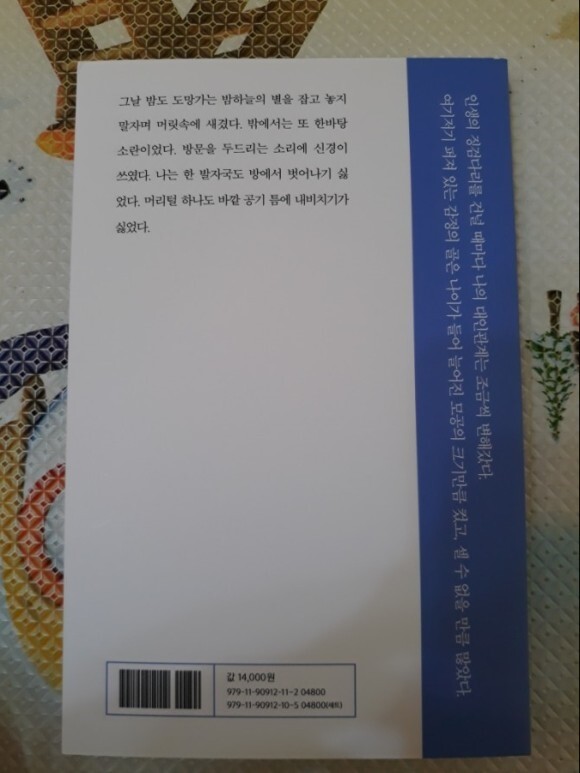 그날 밤도 도망가는 밤하늘의 별을 잡고 놓지
말자며 머릿속에 새겼다. 밖에서는 또 한바탕
소란이었다. 방문을 두드리는 소리에 신경이
쓰였다. 나는 한 발자국도 방에서 벗어나기 싫
었다. 머리털 하나도 바깥 공기 틈에 내비치기가
싫었다.
인생의 징검다리를 건널 때마다 나의 대인관계는 조금씩 변해갔다.
여기저기 패져 있는 감정의 골은 나이가 들어 늘어진 모공의 크기만큼 컸고, 셀 수 없을 만큼 많았다.
값 14,000원
979-11-90912-11-2 04800
979-11-90912-10-5 04800(세트)